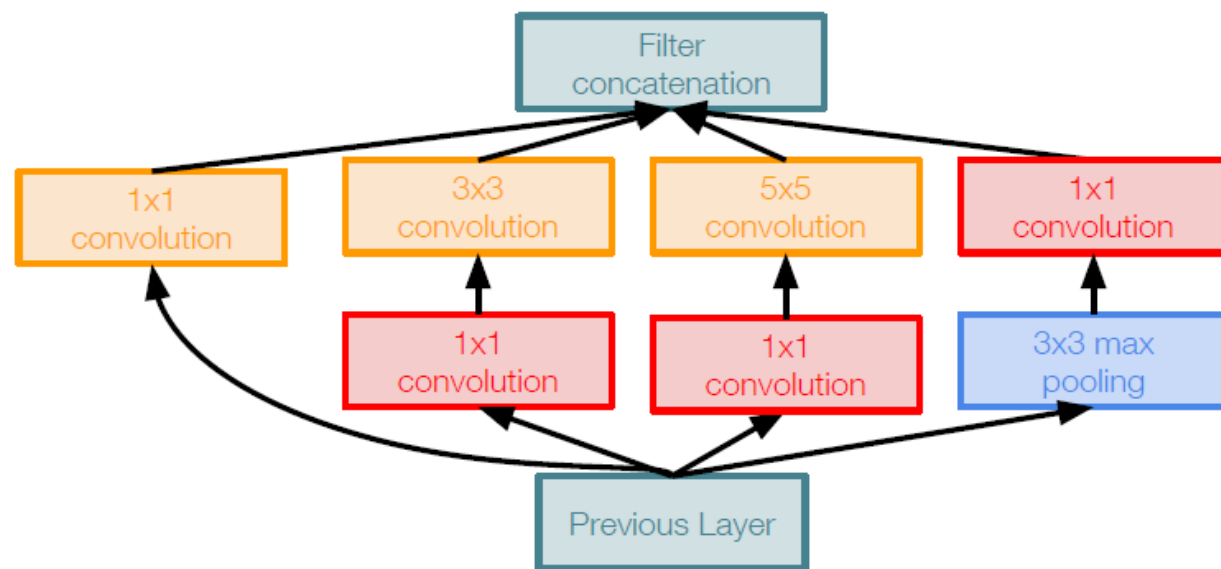 Filter
concatenation
1x1
convolution
3x3
convolution
5x5
convolution
1x1
convolution
1x1
convolution
1x1
convolution
3x3 max
pooling
Previous Layer